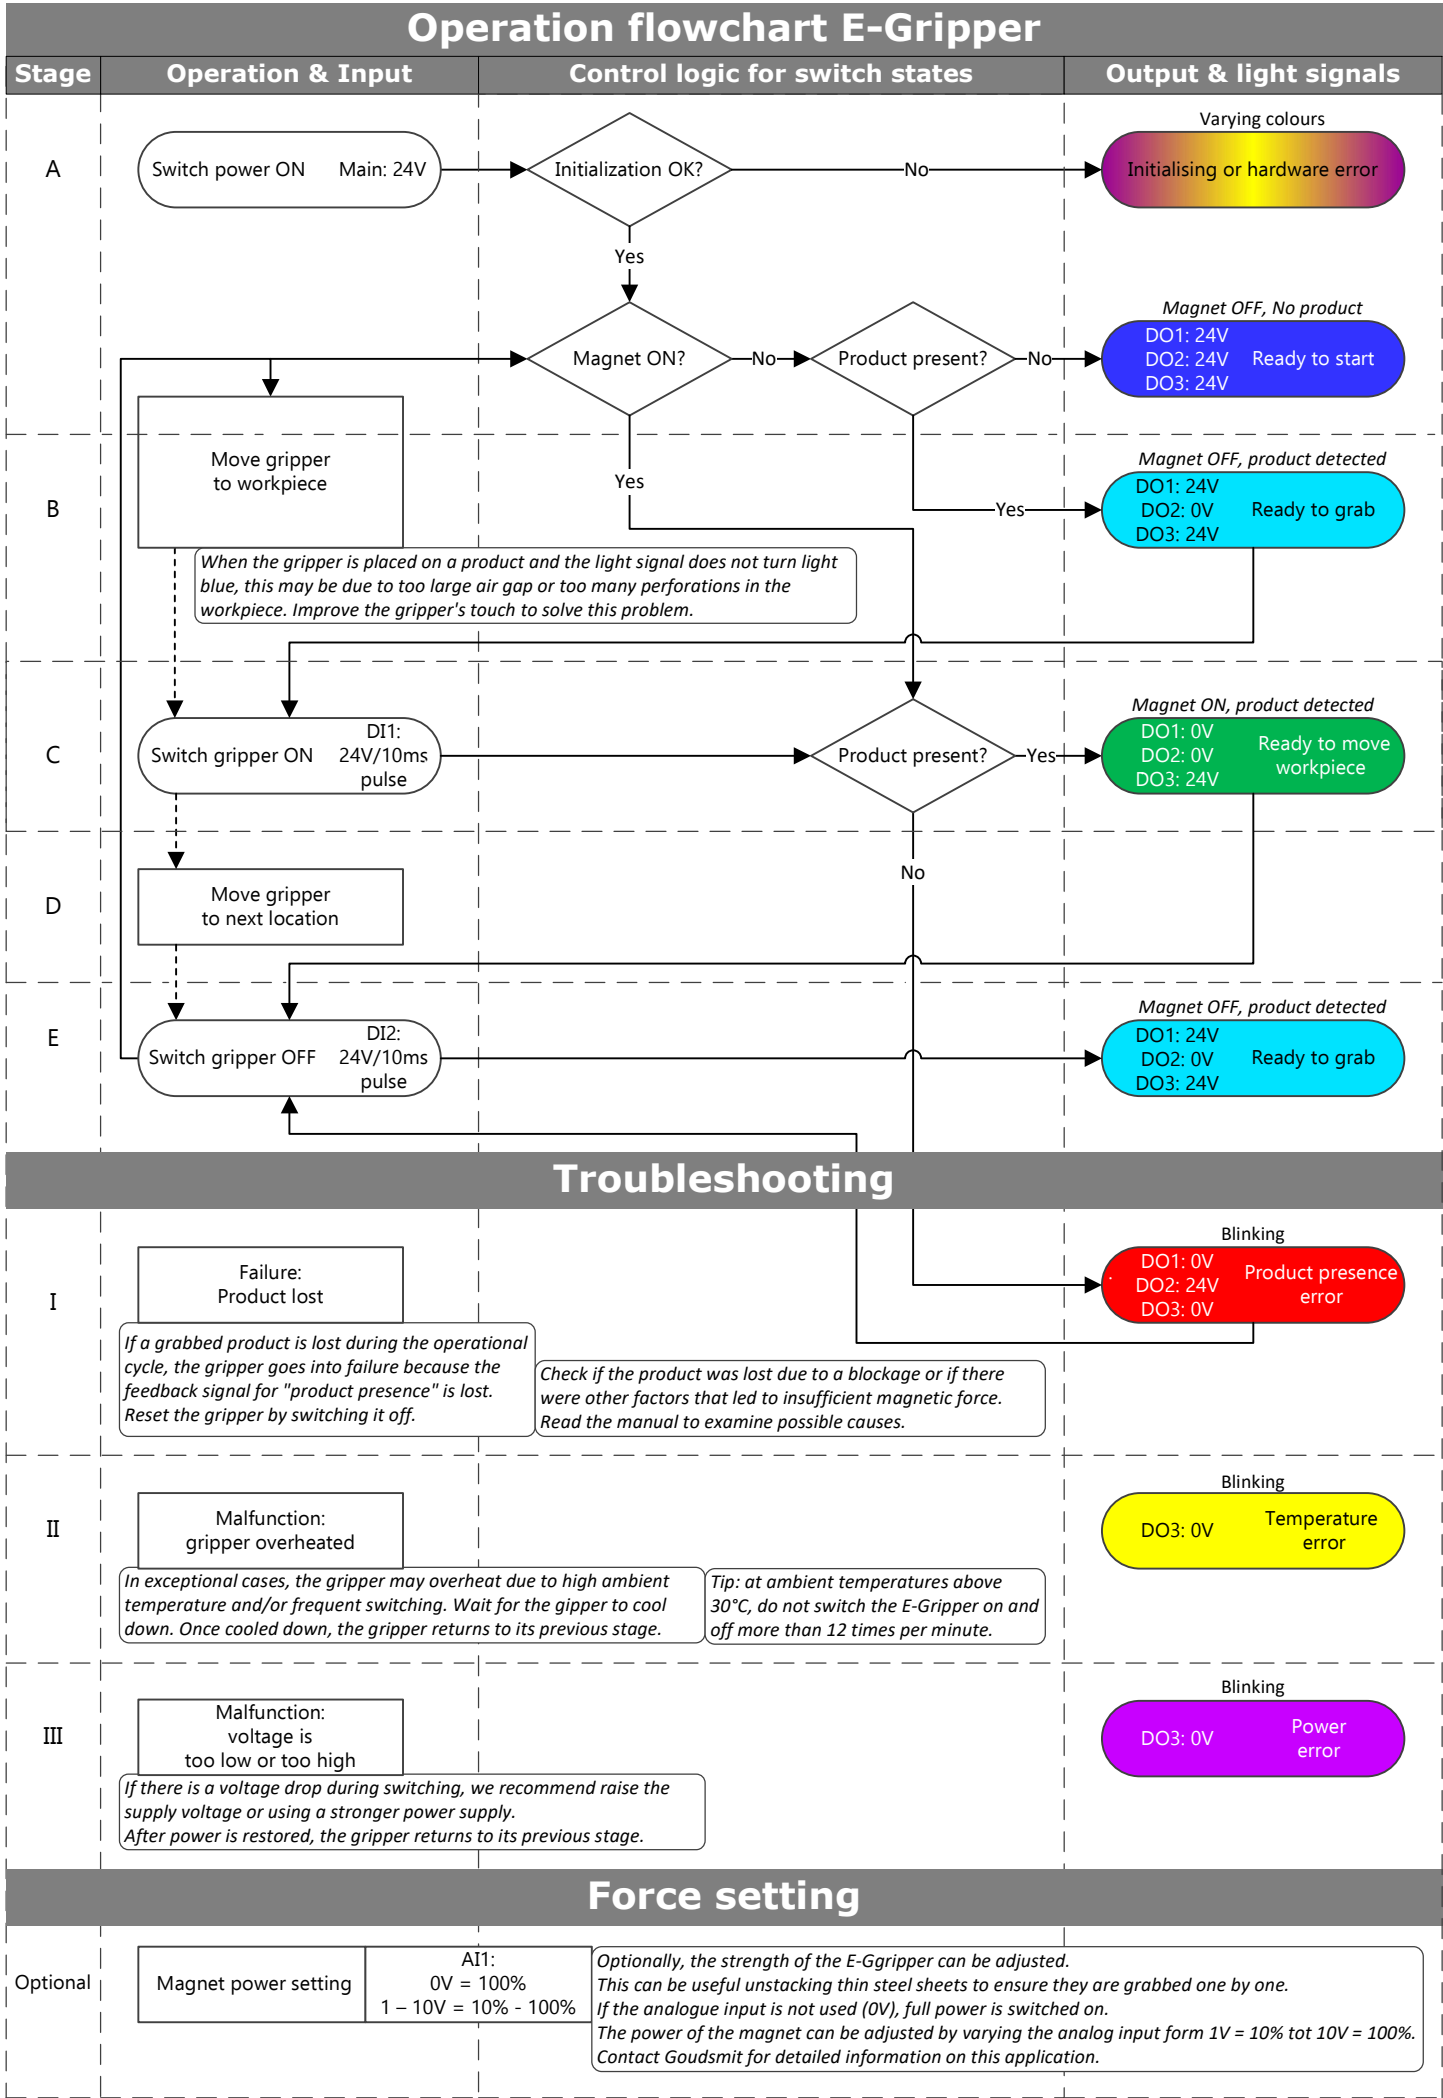 Operation flowchart E-Gripper
Stage
Operation & Input
Control logic for switch states
Output & light signals
A
Switch power ON Main: 24V
Initialization OK?
No
Varying colours
Initialising or hardware error
Yes
Magnet ON?
No
Product present?
No
Magnet OFF, No product
DO1: 24V
DO2: 24V Ready to start
DO3: 24V
B
Move gripper
to workpiece
Yes
Yes
Magnet OFF, product detected
DO1: 24V
DO2: 0V Ready to grab
DO3: 24V
When the gripper is placed on a product and the light signal does not turn light
blue, this may be due to too large air gap or too many perforations in the
workpiece. Improve the gripper's touch to solve this problem.
C
Switch gripper ON
DI1:
24V/10ms
pulse
Product present?
Yes
Magnet ON, product detected
DO1: 0V
DO2: 0V
DO3: 24V
Ready to move
workpiece
D
Move gripper
to next location
No
E
Switch gripper OFF
DI2:
24V/10ms
pulse
Magnet OFF, product detected
DO1: 24V
DO2: 0V Ready to grab
DO3: 24V
Troubleshooting
I
Failure:
Product lost
Blinking
DO1: 0V
DO2: 24V
DO3: 0V
Product presence
error
If a grabbed product is lost during the operational
cycle, the gripper goes into failure because the
feedback signal for "product presence" is lost.
Reset the gripper by switching it off.
Check if the product was lost due to a blockage or if there
were other factors that led to insufficient magnetic force.
Read the manual to examine possible causes.
II
Malfunction:
gripper overheated
Blinking
DO3: 0V
Temperature
error
In exceptional cases, the gripper may overheat due to high ambient
temperature and/or frequent switching. Wait for the gipper to cool
down. Once cooled down, the gripper returns to its previous stage.
Tip: at ambient temperatures above
30°C, do not switch the E-Gripper on and
off more than 12 times per minute.
III
Malfunction:
voltage is
too low or too high
Blinking
DO3: 0V
Power
error
If there is a voltage drop during switching, we recommend raise the
supply voltage or using a stronger power supply.
After power is restored, the gripper returns to its previous stage.
Force setting
Optional
Magnet power setting
AI1:
0V = 100%
1 – 10V = 10% - 100%
Optionally, the strength of the E-Ggripper can be adjusted.
This can be useful unstacking thin steel sheets to ensure they are grabbed one by one.
If the analogue input is not used (0V), full power is switched on.
The power of the magnet can be adjusted by varying the analog input form 1V = 10% tot 10V = 100%.
Contact Goudsmit for detailed information on this application.